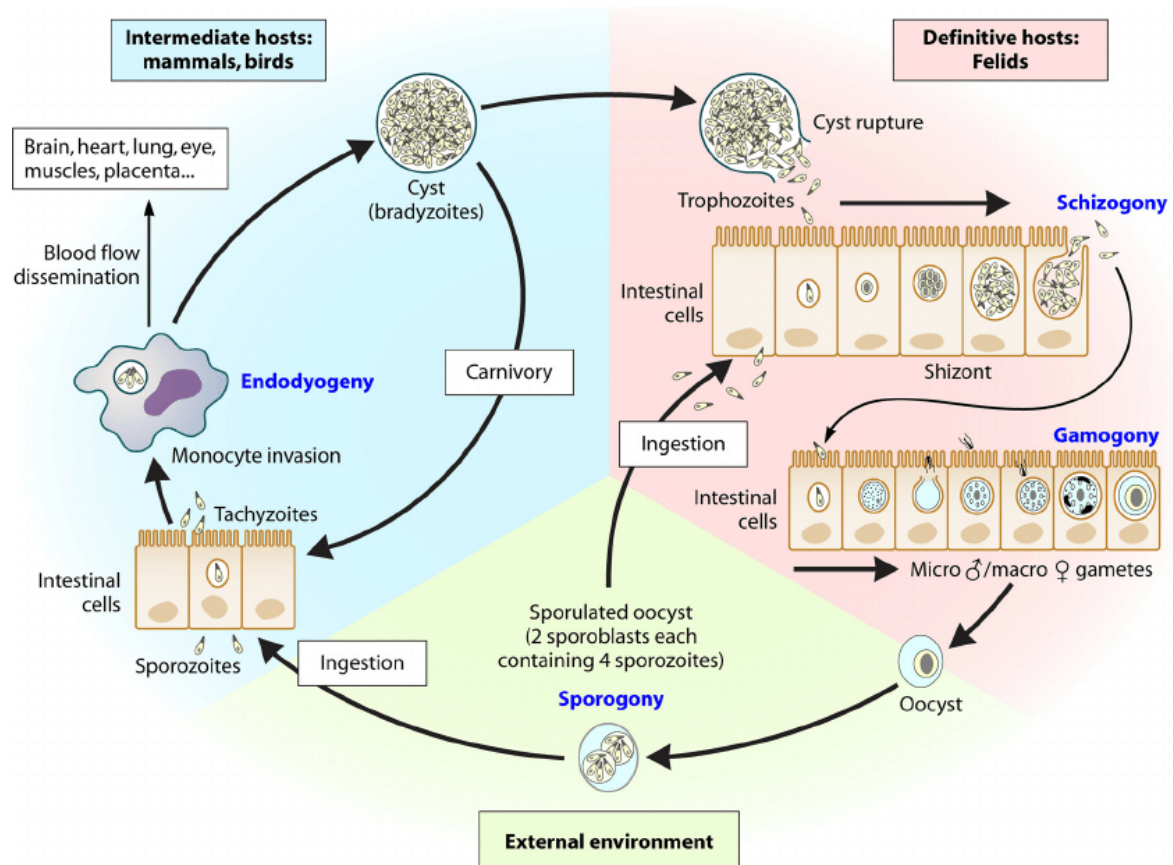 Intermediate hosts:
mammals, birds
Definitive hosts:
Felids
Brain, heart, lung, eye,
muscles, placenta...
Cyst
(bradyzoites)
Cyst rupture
Trophozoites
Schizogony
Blood flow
dissemination
Intestinal
cells
Shizont
Endodyogeny
Carnivory
Monocyte invasion
Ingestion
Gamogony
Tachyzoites
Intestinal
cells
Micro ♂/macro ♀ gametes
Intestinal
cells
Sporozoites
Ingestion
Sporulated oocyst
(2 sporoblasts each
containing 4 sporozoites)
Sporogony
Oocyst
External environment